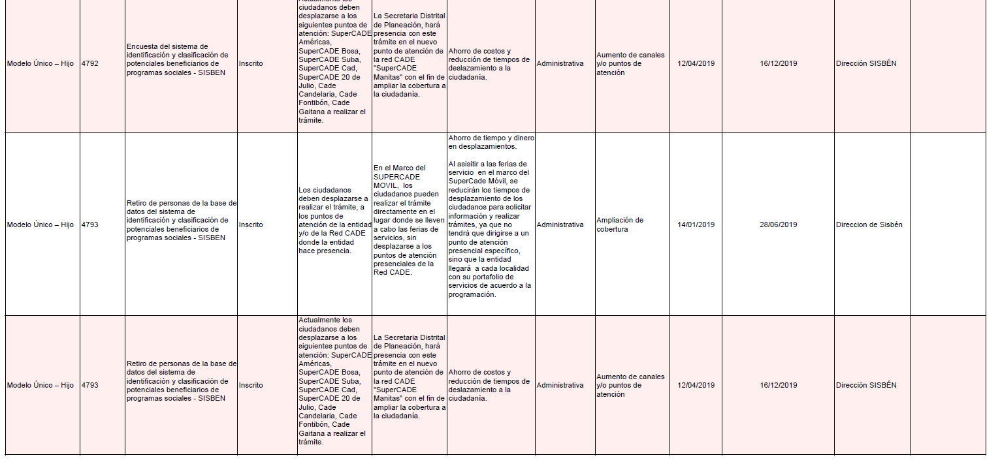 Modelo Único – Hijo
4792
Encuesta del sistema de
identificación y clasificación de
potenciales beneficiarios de
programas sociales - SISBEN
Inscrito
Actualmente los
ciudadanos deben
desplazarse a los
siguientes puntos de
atención: SuperCADE
Américas,
SuperCADE Bosa,
SuperCADE Suba,
SuperCADE Cad,
SuperCADE 20 de
Julio, Cade
Candelaria, Cade
Fontibón, Cade
Gaitana a realizar el
trámite.
La Secretaria Distrital
de Planeación, hará
presencia con este
trámite en el nuevo
punto de atención de
la red CADE
"SuperCADE
Manitas" con el fin de
ampliar la cobertura a
la ciudadanía.
Ahorro de costos y
reducción de tiempos de
deslazamiento a la
ciudadanía.
Administrativa
Aumento de canales
y/o puntos de
atención
12/04/2019
16/12/2019
Dirección SISBÉN
Modelo Único – Hijo
4793
Retiro de personas de la base de
datos del sistema de
identificación y clasificación de
potenciales beneficiarios de
programas sociales - SISBEN
Inscrito
Los ciudadanos
deben desplazarse a
realizar el trámite, a
los puntos de
atención de la entidad
y/o de la Red CADE
donde la entidad
hace presencia.
En el Marco del
SUPERCADE
MOVIL,  los
ciudadanos pueden
realizar el trámite
directamente en el
lugar donde se lleven
a cabo las ferias de
servicios, sin
desplazarse a los
puntos de atención
presenciales de la
Red CADE.
Ahorro de tiempo y dinero
en desplazamientos.
Al asisitir a las ferias de
servicio  en el marco del
SuperCade Móvil, se
reducirán los tiempos de
desplazamiento de los
ciudadanos para solicitar
información y realizar
trámites, ya que no
tendrá que dirigirse a un
punto de atención
presencial específico,
sino que la entidad
llegará  a cada localidad
con su portafolio de
servicios de acuerdo a la
programación.
Administrativa
Ampliación de
cobertura
14/01/2019
28/06/2019
Direccion de Sisbén
Modelo Único – Hijo
4793
Retiro de personas de la base de
datos del sistema de
identificación y clasificación de
potenciales beneficiarios de
programas sociales - SISBEN
Inscrito
Actualmente los
ciudadanos deben
desplazarse a los
siguientes puntos de
atención: SuperCADE
Américas,
SuperCADE Bosa,
SuperCADE Suba,
SuperCADE Cad,
SuperCADE 20 de
Julio, Cade
Candelaria, Cade
Fontibón, Cade
Gaitana a realizar el
trámite.
La Secretaria Distrital
de Planeación, hará
presencia con este
trámite en el nuevo
punto de atención de
la red CADE
"SuperCADE
Manitas" con el fin de
ampliar la cobertura a
la ciudadanía.
Ahorro de costos y
reducción de tiempos de
deslazamiento a la
ciudadanía.
Administrativa
Aumento de canales
y/o puntos de
atención
12/04/2019
16/12/2019
Dirección SISBÉN